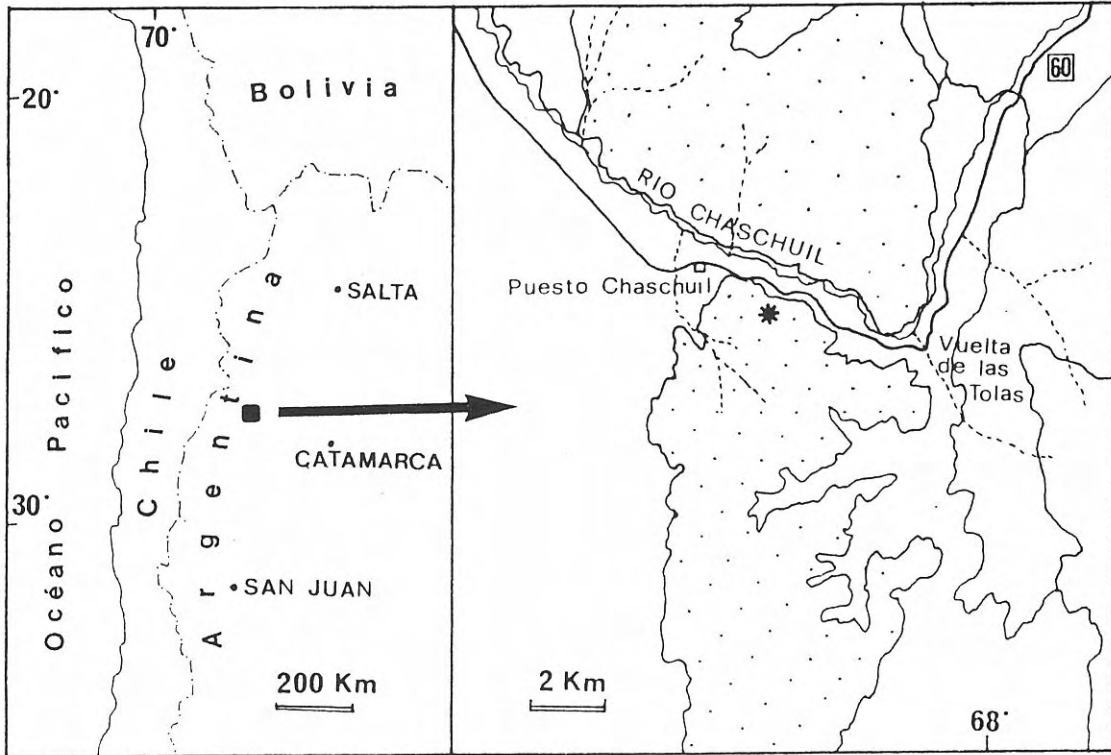 70°
20°
Bolivia
SALTA
Argentina
Chile
Océano Pacifico
CATAMARCA
30°
SAN JUAN
200 Km
60
RIO CHASCHUIL
Puesto Chaschuil
Vuelta
de las
Tolas
2 Km
68°